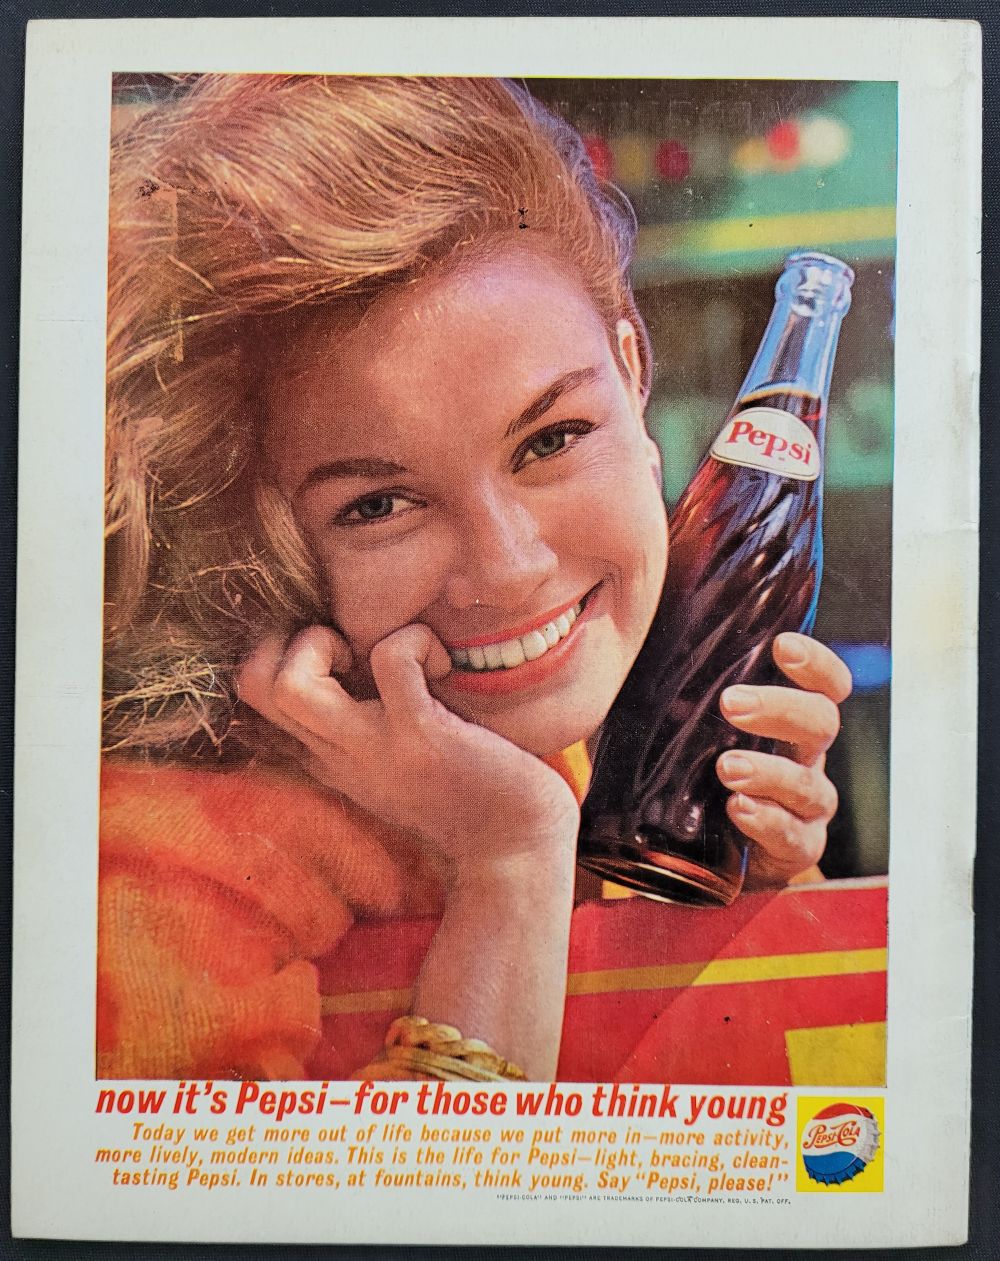 Pepsi
now it's Pepsi—for those who think young
Today we get more out of life because we put more in—more activity,
more lively, modern ideas. This is the life for Pepsi—light, bracing, clean-
tasting Pepsi. In stores, at fountains, think young. Say "Pepsi, please!"
PEPSI-COLA
"PEPSI-COLA" AND "PEPSI" ARE TRADEMARKS OF PEPSI-COLA COMPANY, REG. U. S. PAT. OFF.